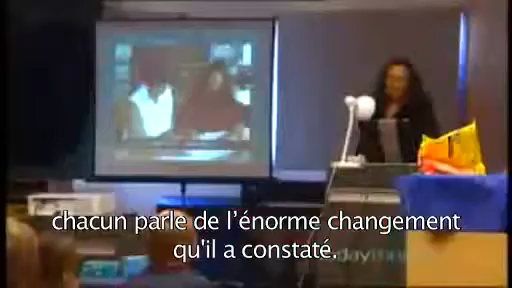 chacun parle de l’énorme changement
qu'il a constaté.